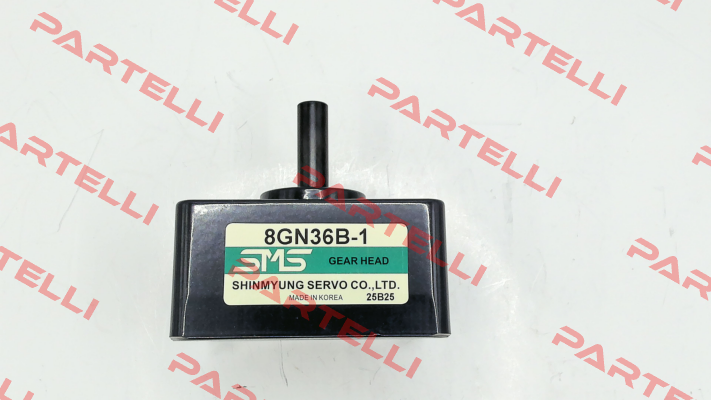 PARTELLI
PARTELLI
PARTELLI
PARTELLI
PARTELLI
PARTELLI
PARTELLI
PARTELLI
8GN36B-1
SMS GEAR HEAD
SHINMYUNG SERVO CO.,LTD.
MADE IN KOREA 25B25